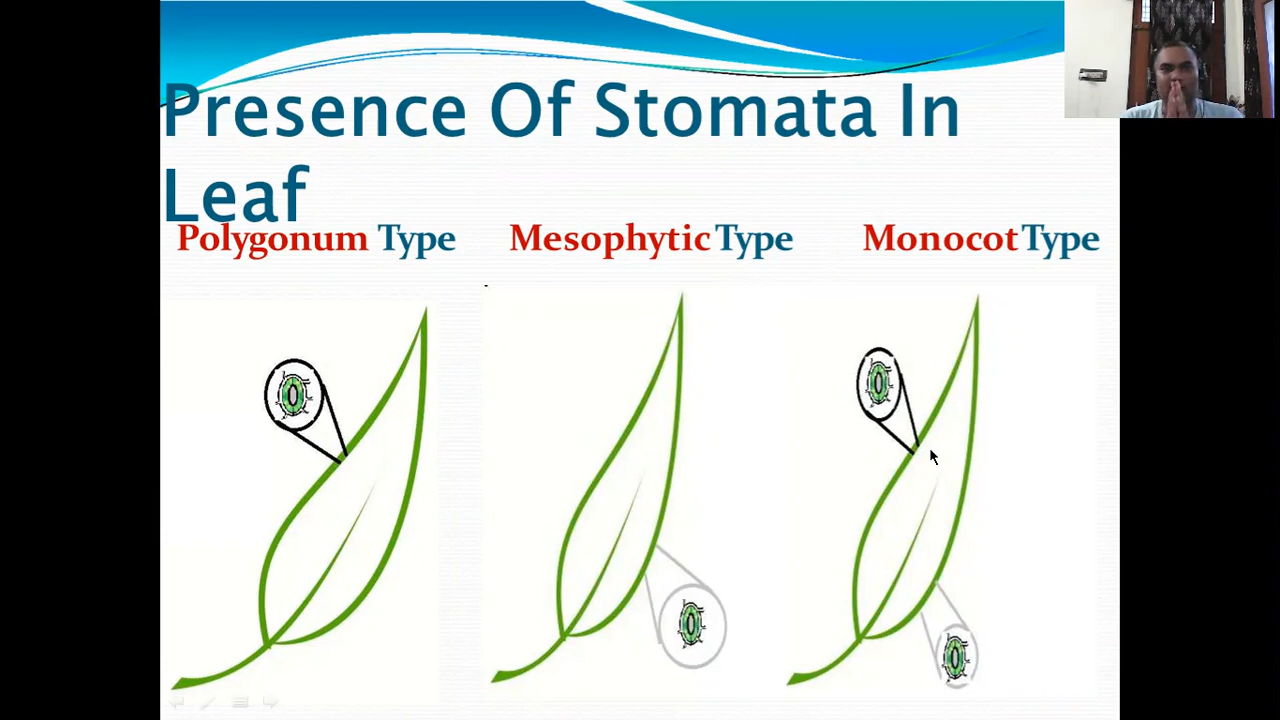 Presence Of Stomata In
Leaf
Polygonum Type
Mesophytic Type
Monocot Type